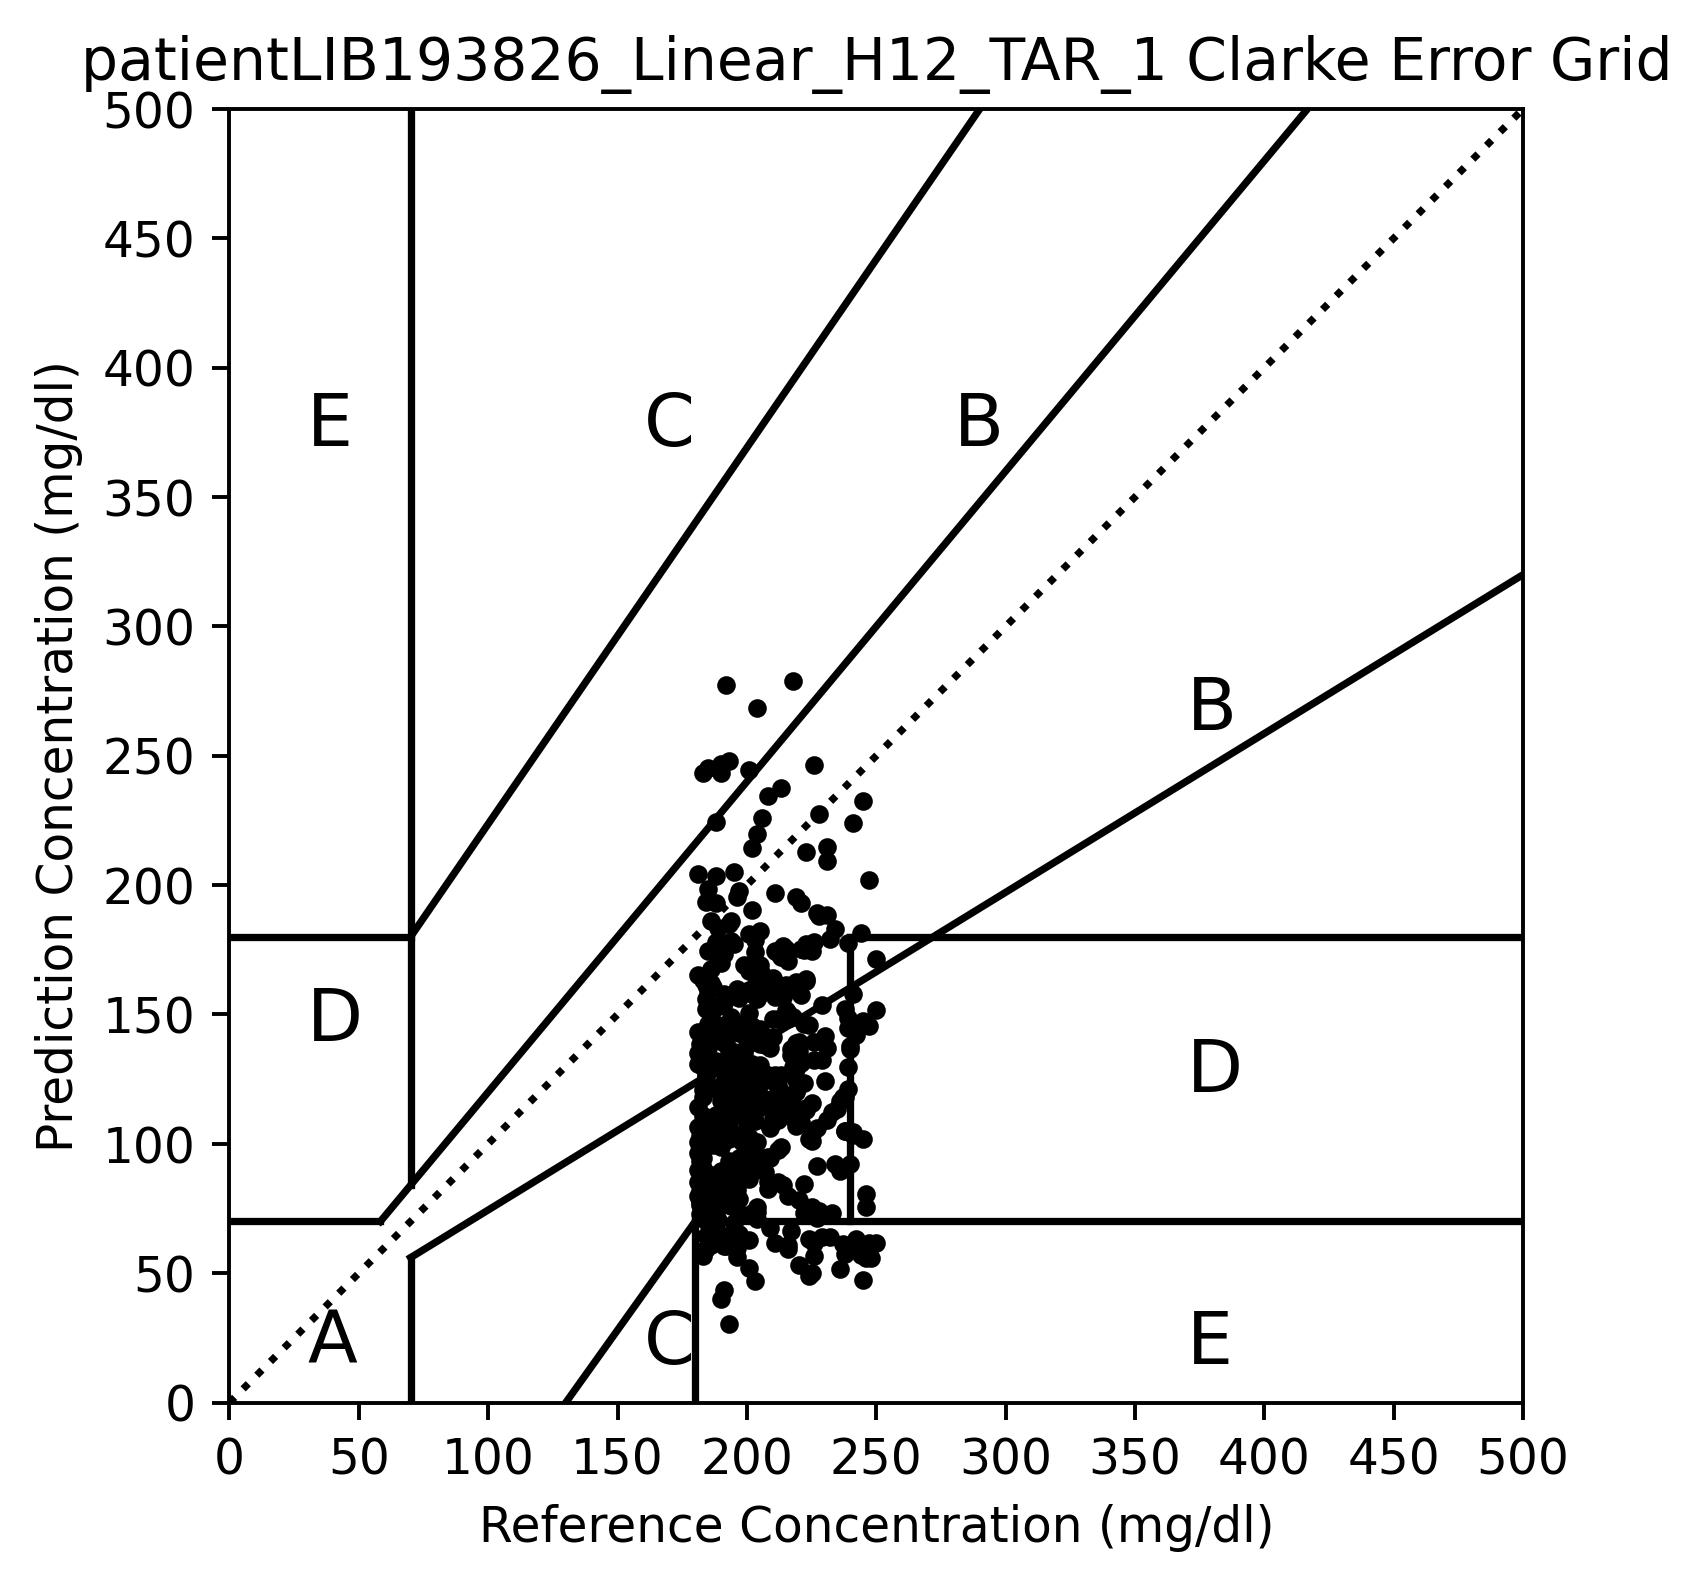 patientLIB193826_Linear_H12_TAR_1 Clarke Error Grid
Prediction Concentration (mg/dl)
500
450
400
350
300
250
200
150
100
50
0
E
C
B
B
D
D
A
C
E
0 50 100 150 200 250 300 350 400 450 500
Reference Concentration (mg/dl)